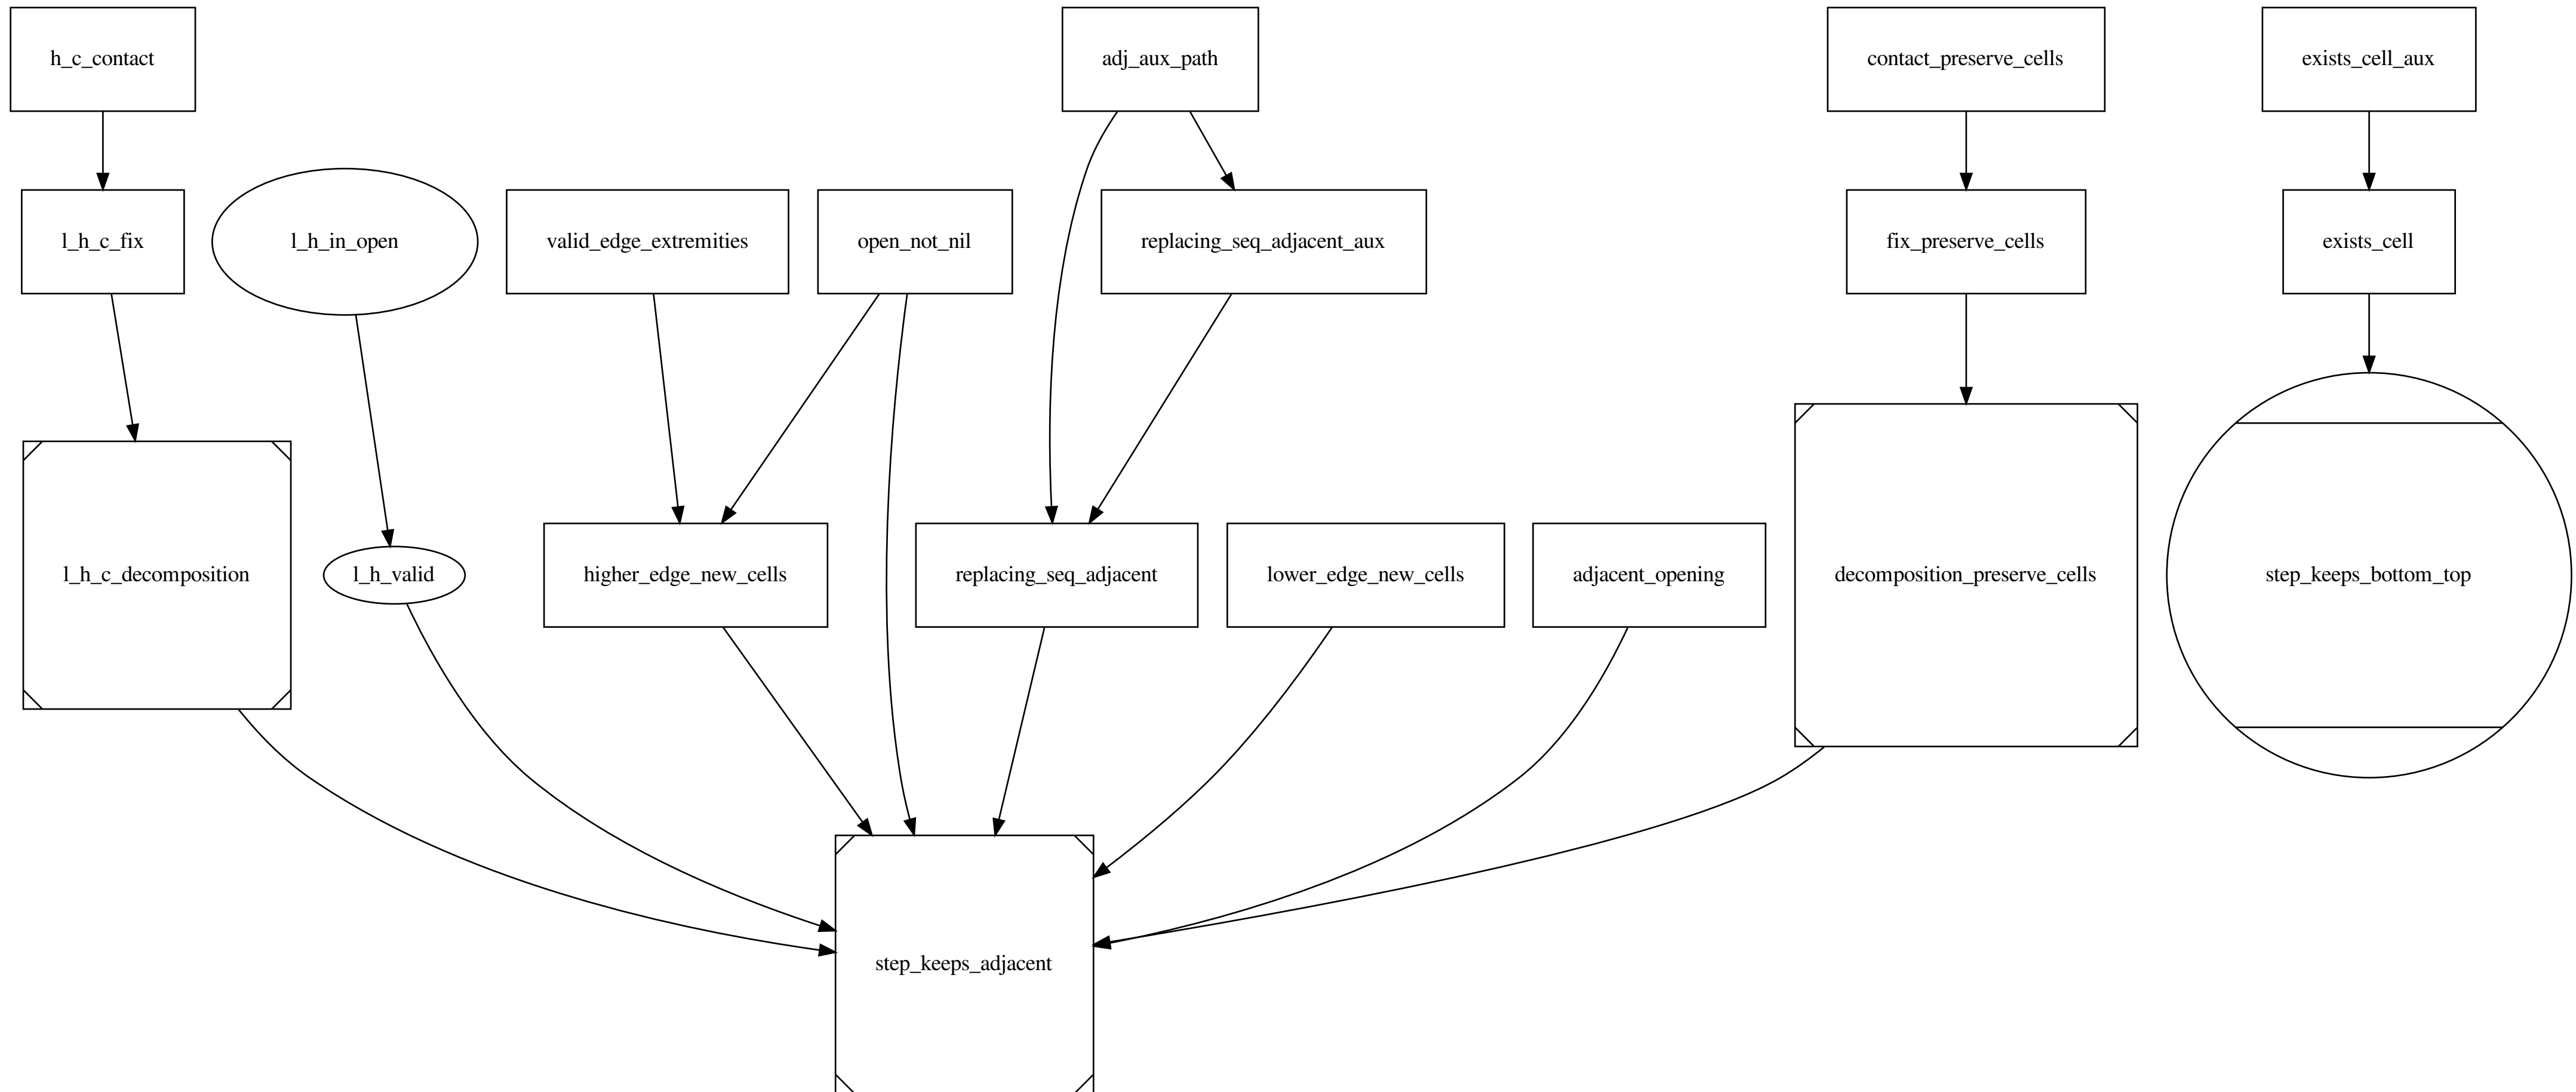 h_c_contact
adj_aux_path
contact_preserve_cells
exists_cell_aux
l_h_c_fix
l_h_in_open
valid_edge_extremities
open_not_nil
replacing_seq_adjacent_aux
fix_preserve_cells
exists_cell
l_h_c_decomposition
l_h_valid
higher_edge_new_cells
replacing_seq_adjacent
lower_edge_new_cells
adjacent_opening
decomposition_preserve_cells
step_keeps_bottom_top
step_keeps_adjacent